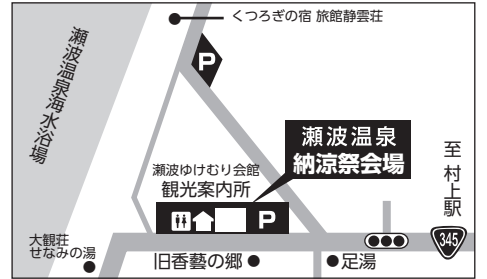 くつろぎの宿 旅館静雲荘
瀬波温泉海水浴場
P
瀬波温泉
納涼祭会場
至 村上駅
瀬波ゆけむり会館
観光案内所
P
345
大観荘
せなみの湯
旧香藝の郷
足湯